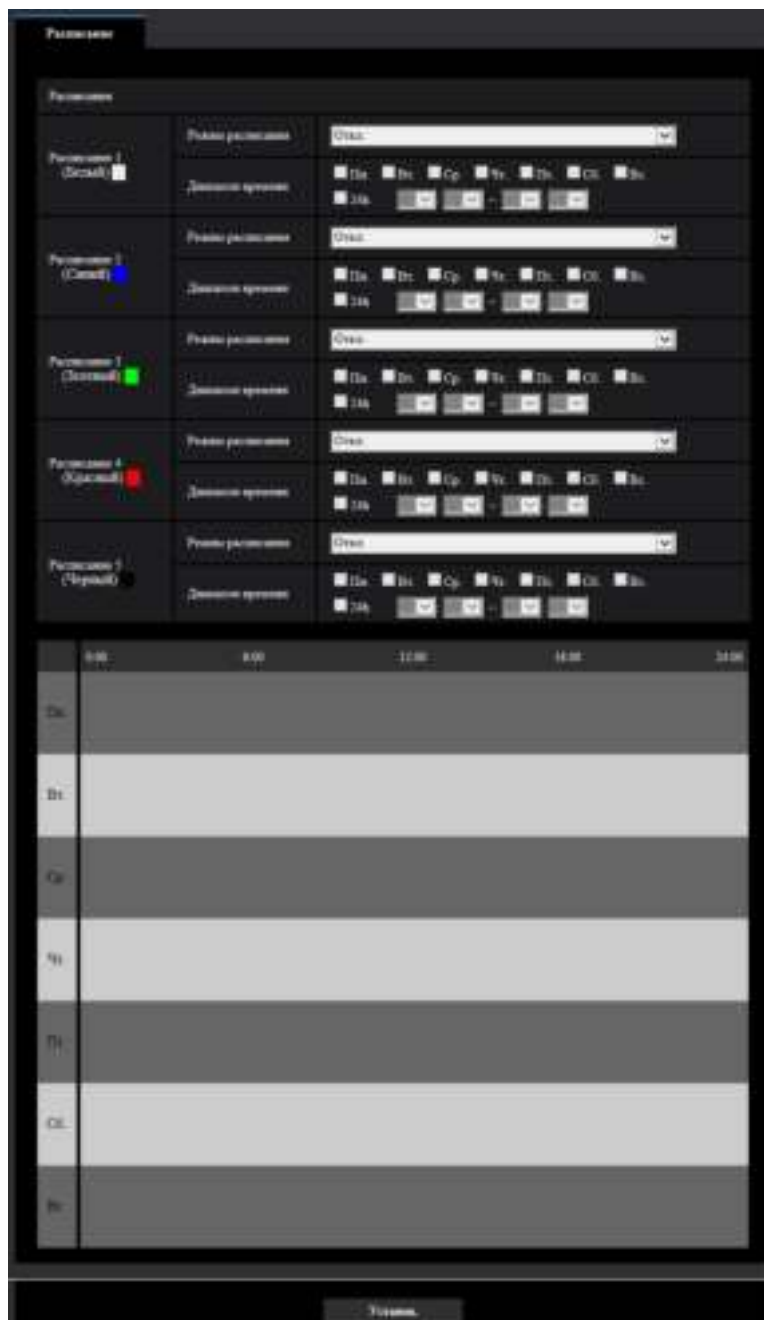 Расписание
Расписание
Расписание 1
(Белый)
Режим расписания
Откл.
Диапазон времени
Пн. Вт. Ср. Чт. Пт. Сб. Вс.
24h
Расписание 2
(Синий)
Режим расписания
Откл.
Диапазон времени
Пн. Вт. Ср. Чт. Пт. Сб. Вс.
24h
Расписание 3
(Зеленый)
Режим расписания
Откл.
Диапазон времени
Пн. Вт. Ср. Чт. Пт. Сб. Вс.
24h
Расписание 4
(Красный)
Режим расписания
Откл.
Диапазон времени
Пн. Вт. Ср. Чт. Пт. Сб. Вс.
24h
Расписание 5
(Черный)
Режим расписания
Откл.
Диапазон времени
Пн. Вт. Ср. Чт. Пт. Сб. Вс.
24h
0:00 6:00 12:00 18:00 24:00
Пн.
Вт.
Ср.
Чт.
Пт.
Сб.
Вс.
Установ.